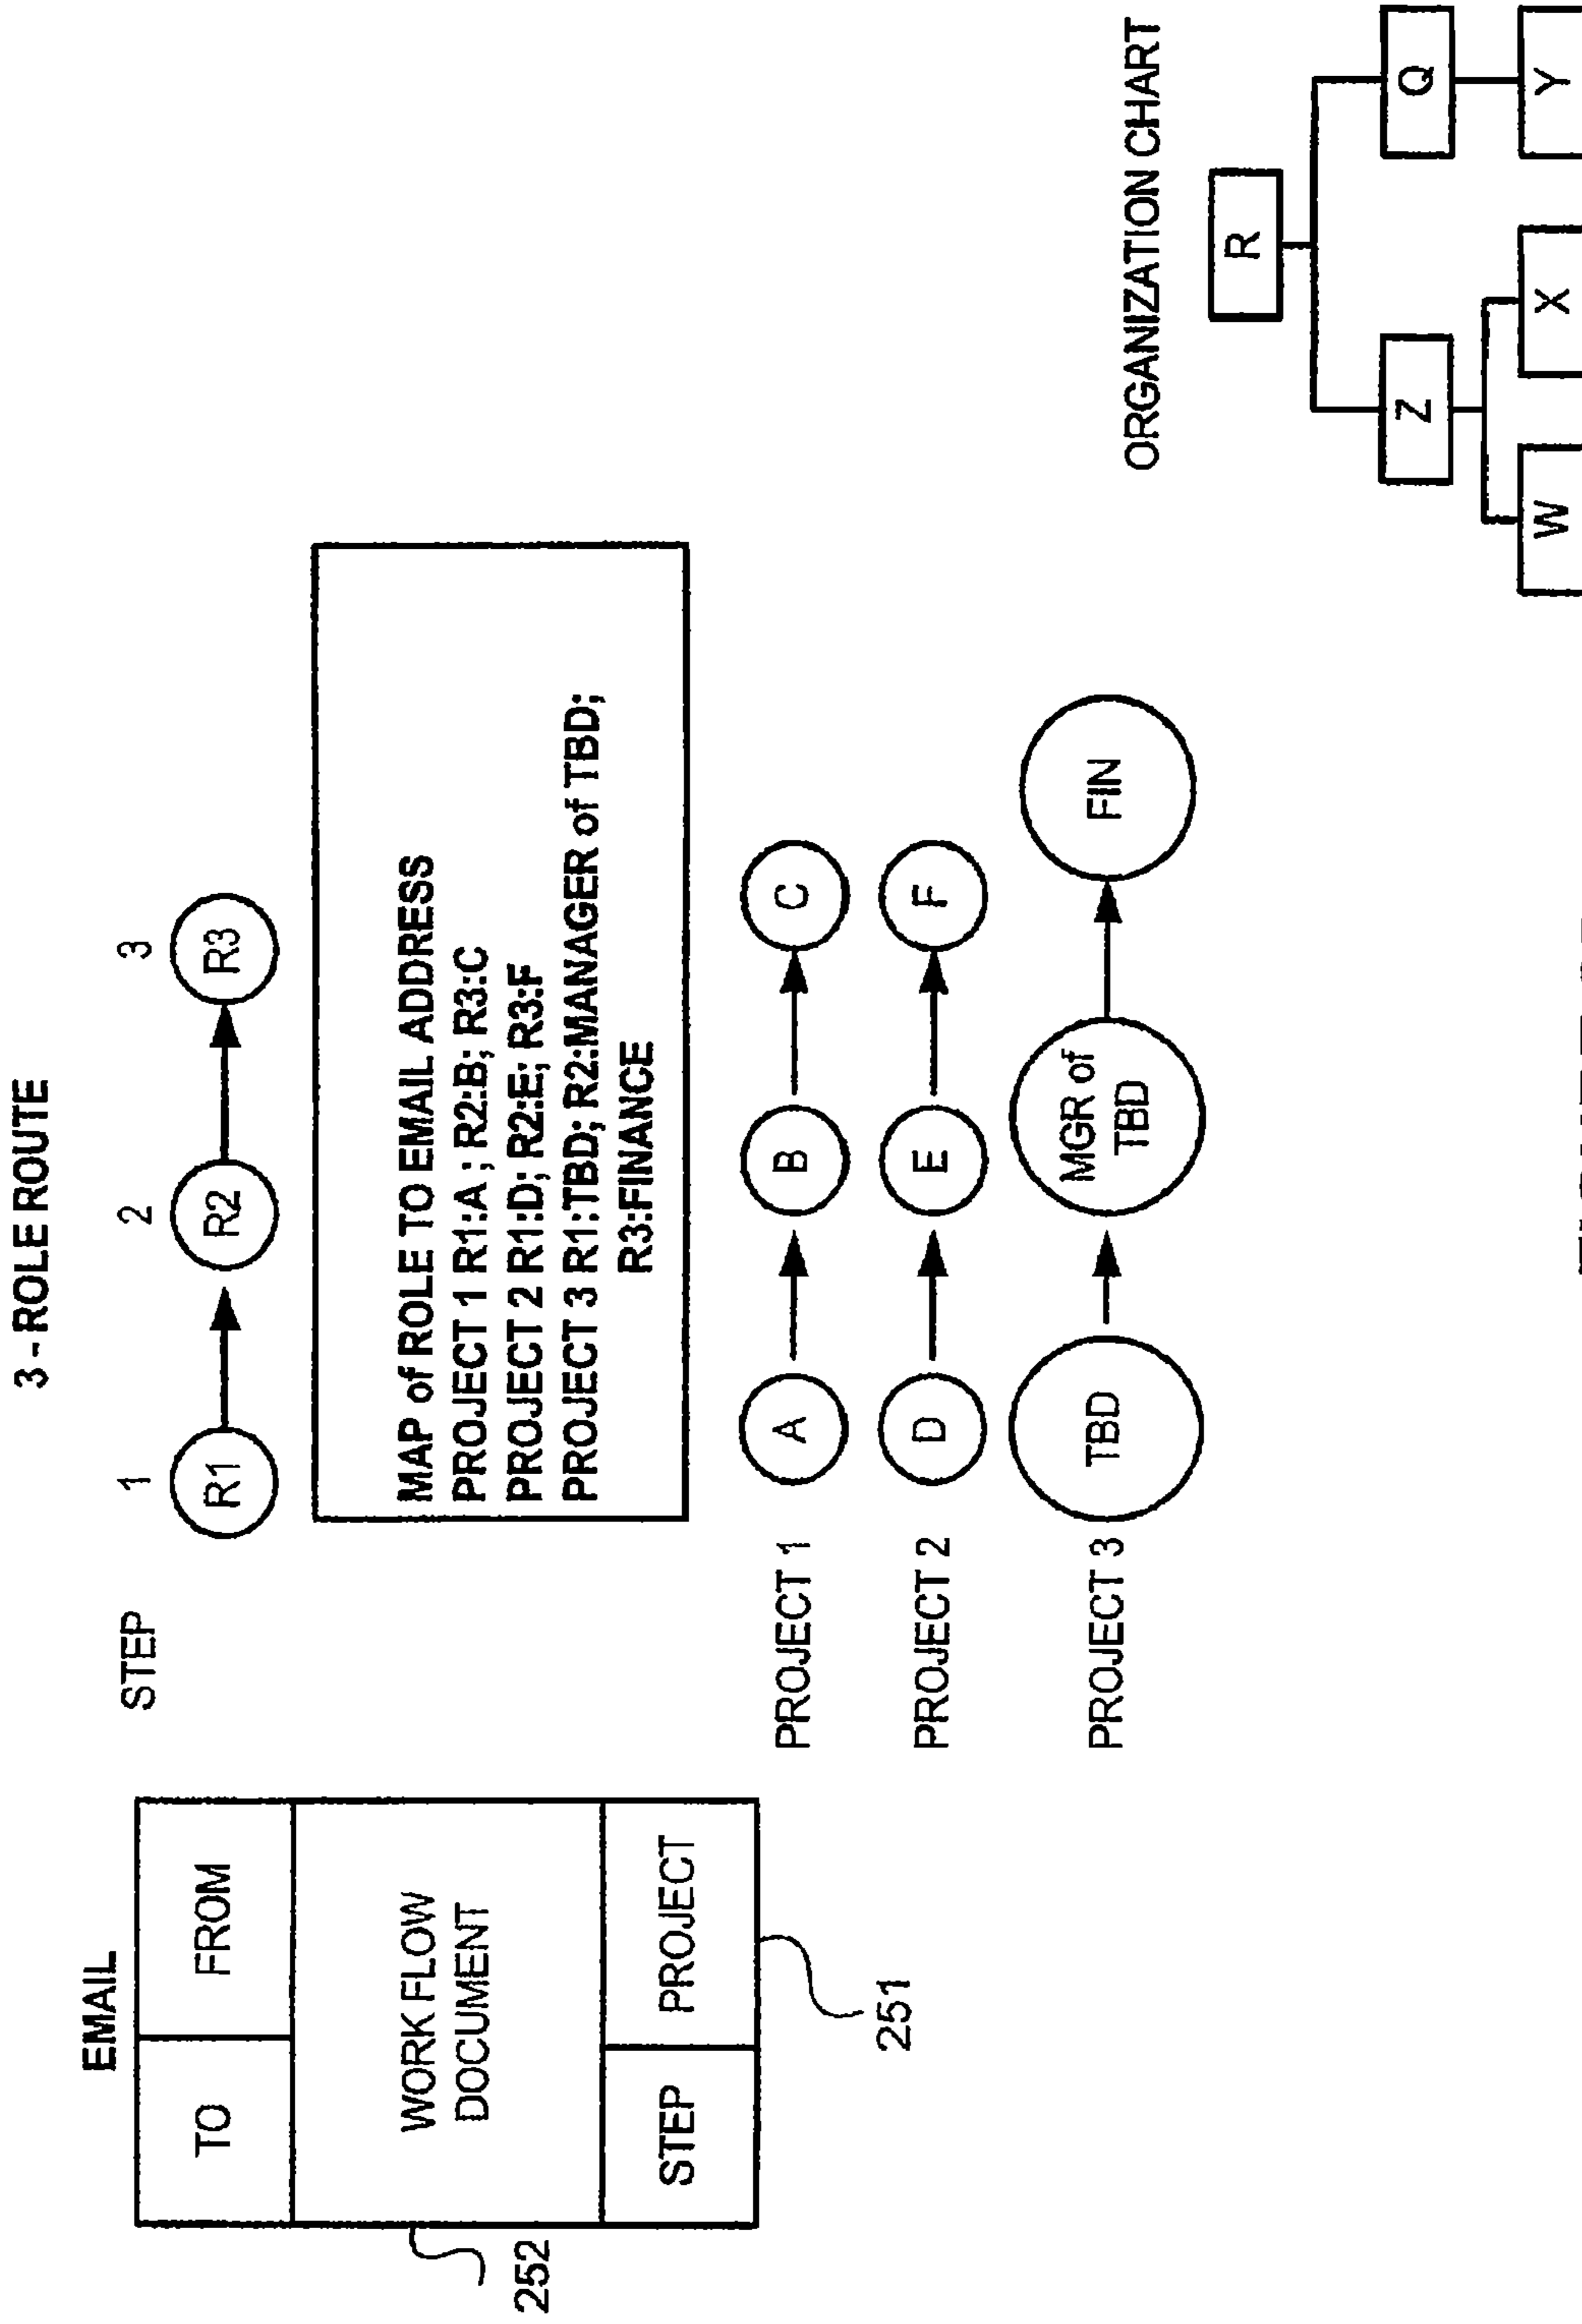 3 - ROLE ROUTE
EMAIL
TO
FROM
WORK FLOW
DOCUMENT
STEP
PROJECT
252
251
STEP
1
2
3
R1
R2
R3
MAP of ROLE TO EMAIL ADDRESS
PROJECT 1 R1:A ; R2:B; R3:C
PROJECT 2 R1:D; R2:E; R3:F
PROJECT 3 R1:TBD; R2:MANAGER of TBD;
R3:FINANCE
PROJECT 1
A
B
C
PROJECT 2
D
E
F
PROJECT 3
TBD
MGR of
TBD
FIN
ORGANIZATION CHART
R
Z
Q
W
X
Y